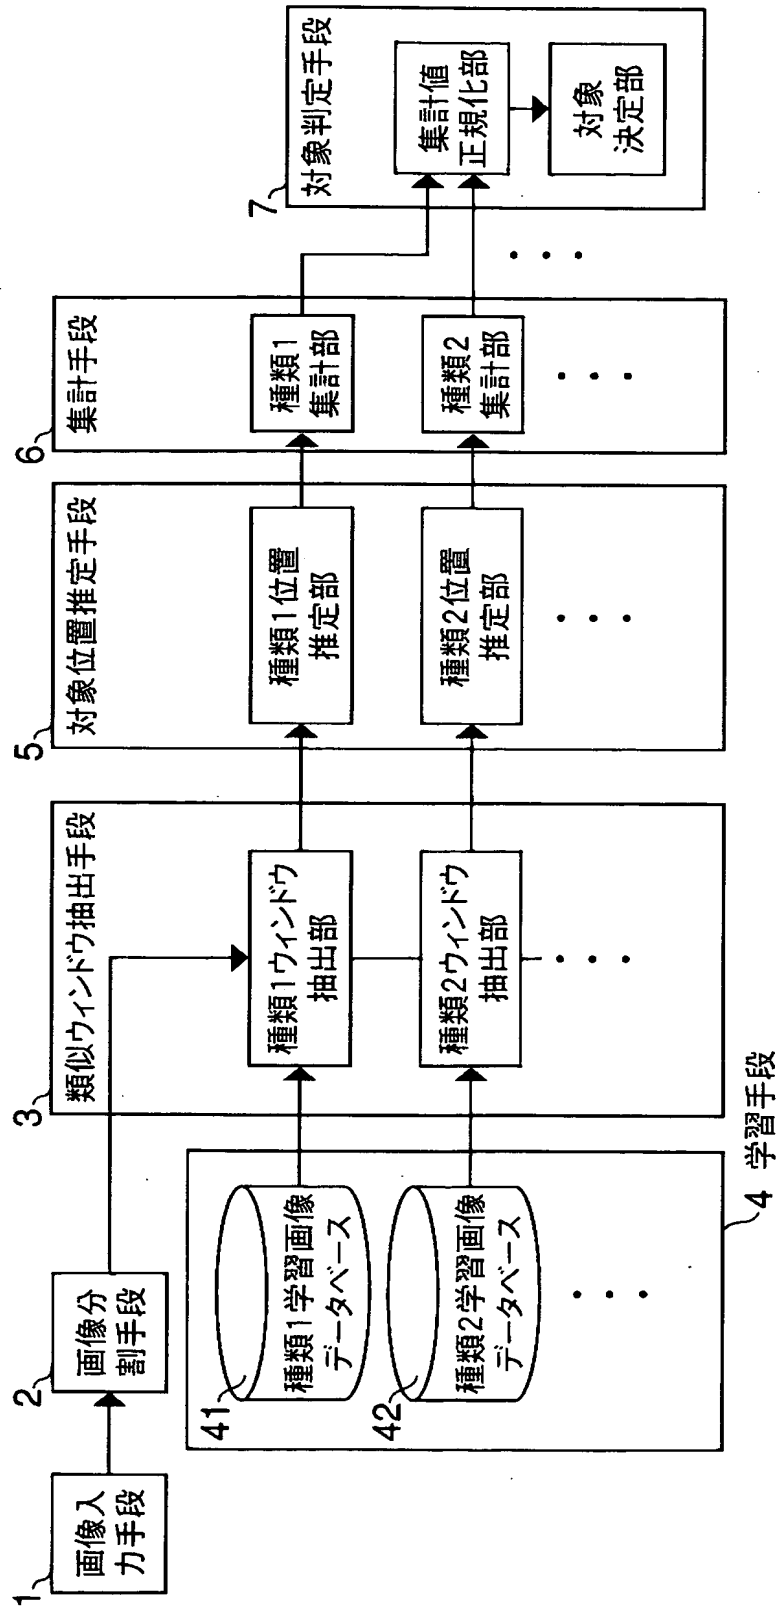 1
画像入
力手段
2
画像分
割手段
3
類似ウィンドウ抽出手段
種類1ウィンドウ
抽出部
種類2ウィンドウ
抽出部
41
種類1学習画像
データベース
42
種類2学習画像
データベース
4 学習手段
5
対象位置推定手段
種類1位置
推定部
種類2位置
推定部
6
集計手段
種類1
集計部
種類2
集計部
7
対象判定手段
集計値
正規化部
対象
決定部